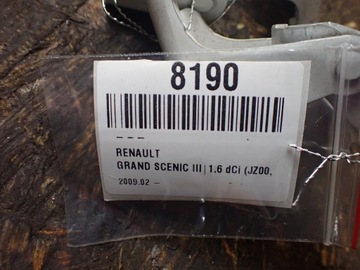 8190
– – –
RENAULT
GRAND SCENIC III | 1.6 dCi (JZ00,
2009.02 –